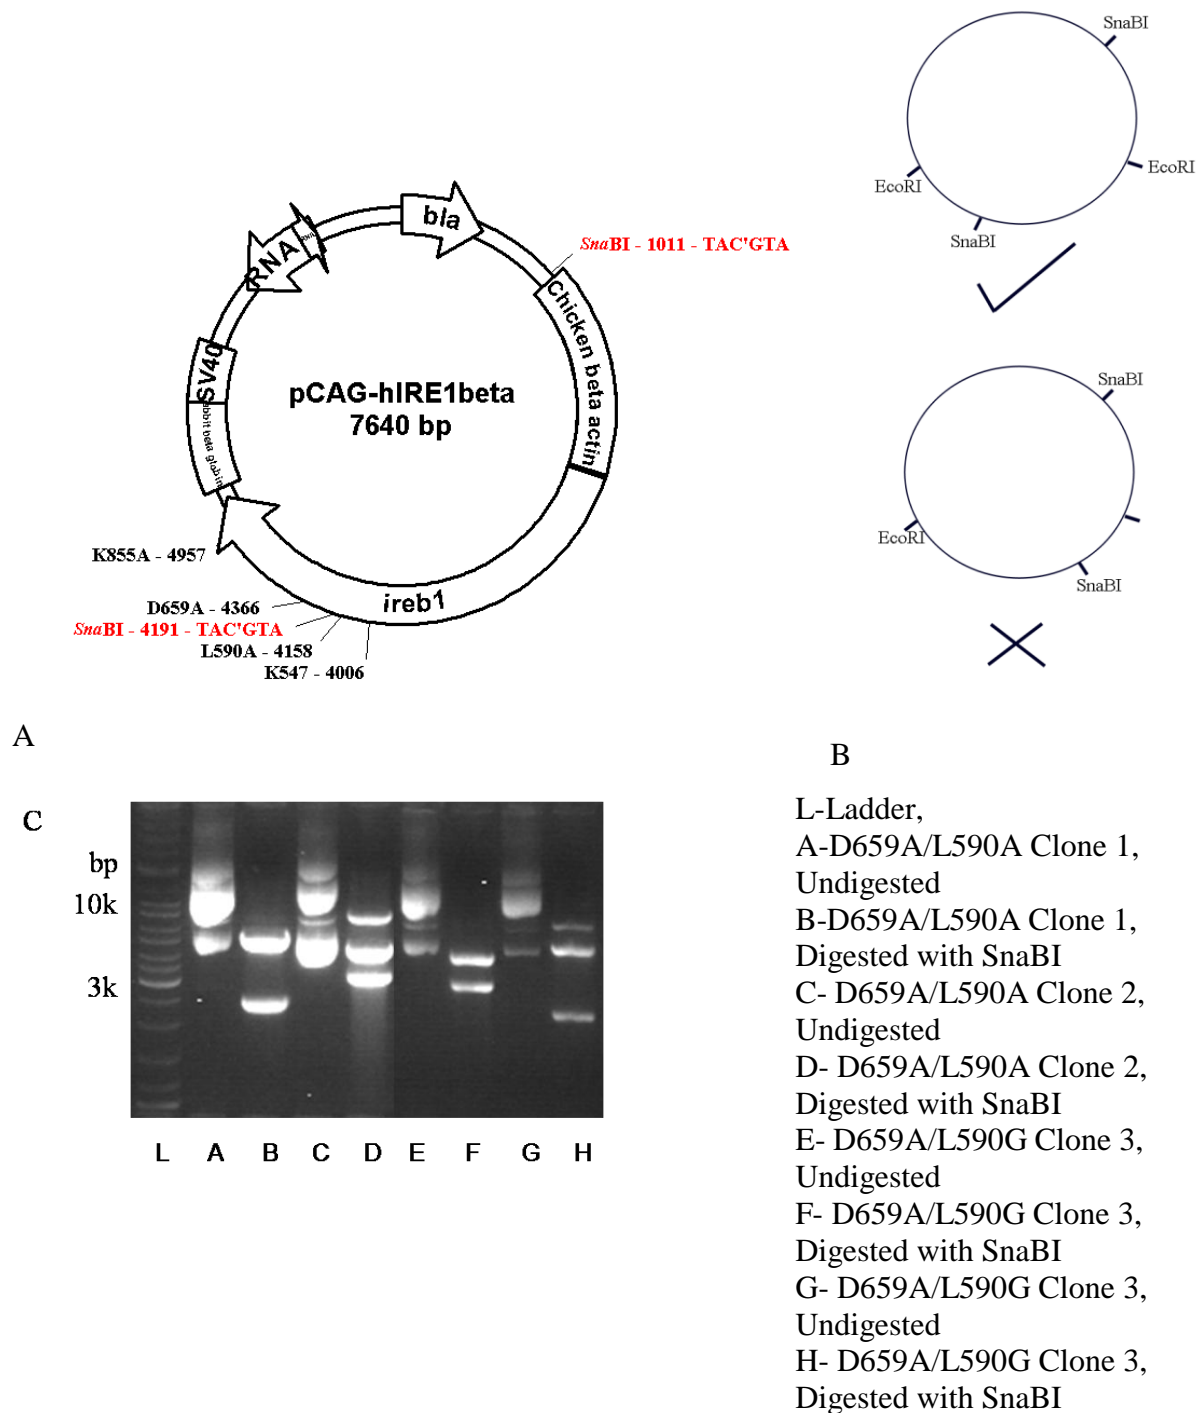 bla
SnaBI - 1011 - TAC'GTA
RNA
Chicken beta actin
SV40
pCAG-hIRE1beta
7640 bp
bbit beta globin
K855A - 4957
D659A - 4366
SnaBI - 4191 - TAC'GTA
L590A - 4158
K547 - 4006
ireb1
SnaBI
EcoRI
EcoRI
SnaBI
SnaBI
EcoRI
SnaBI
A
B
C
bp
10k
3k
L A B C D E F G H
L-Ladder,
A-D659A/L590A Clone 1,
Undigested
B-D659A/L590A Clone 1,
Digested with SnaBI
C- D659A/L590A Clone 2,
Undigested
D- D659A/L590A Clone 2,
Digested with SnaBI
E- D659A/L590G Clone 3,
Undigested
F- D659A/L590G Clone 3,
Digested with SnaBI
G- D659A/L590G Clone 3,
Undigested
H- D659A/L590G Clone 3,
Digested with SnaBI